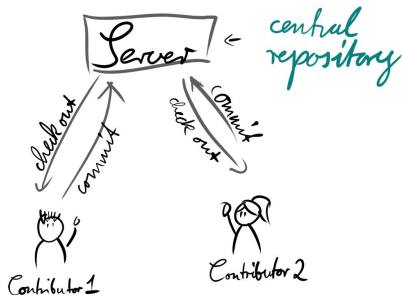 central
repository
Server
check out
commit
commit
check out
Contributor 1
Contributor 2